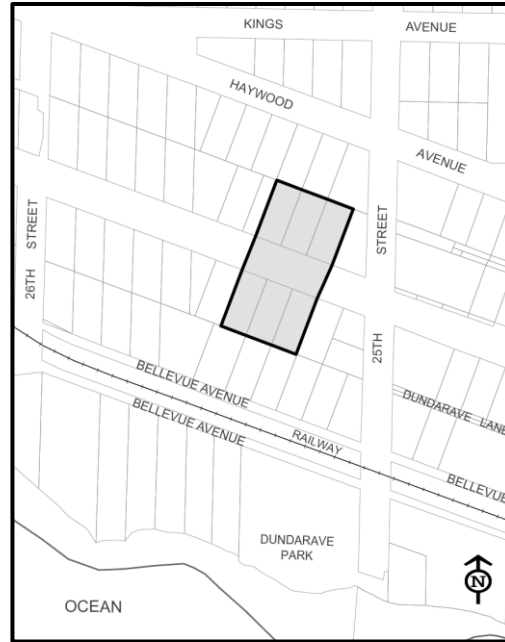 KINGS AVENUE
HAYWOOD
AVENUE
STREET
STREET
26TH
25TH
BELLEVUE AVENUE
DUNDARAVE LANE
BELLEVUE AVENUE
RAILWAY
BELLEVUE
DUNDARAVE
PARK
N
OCEAN